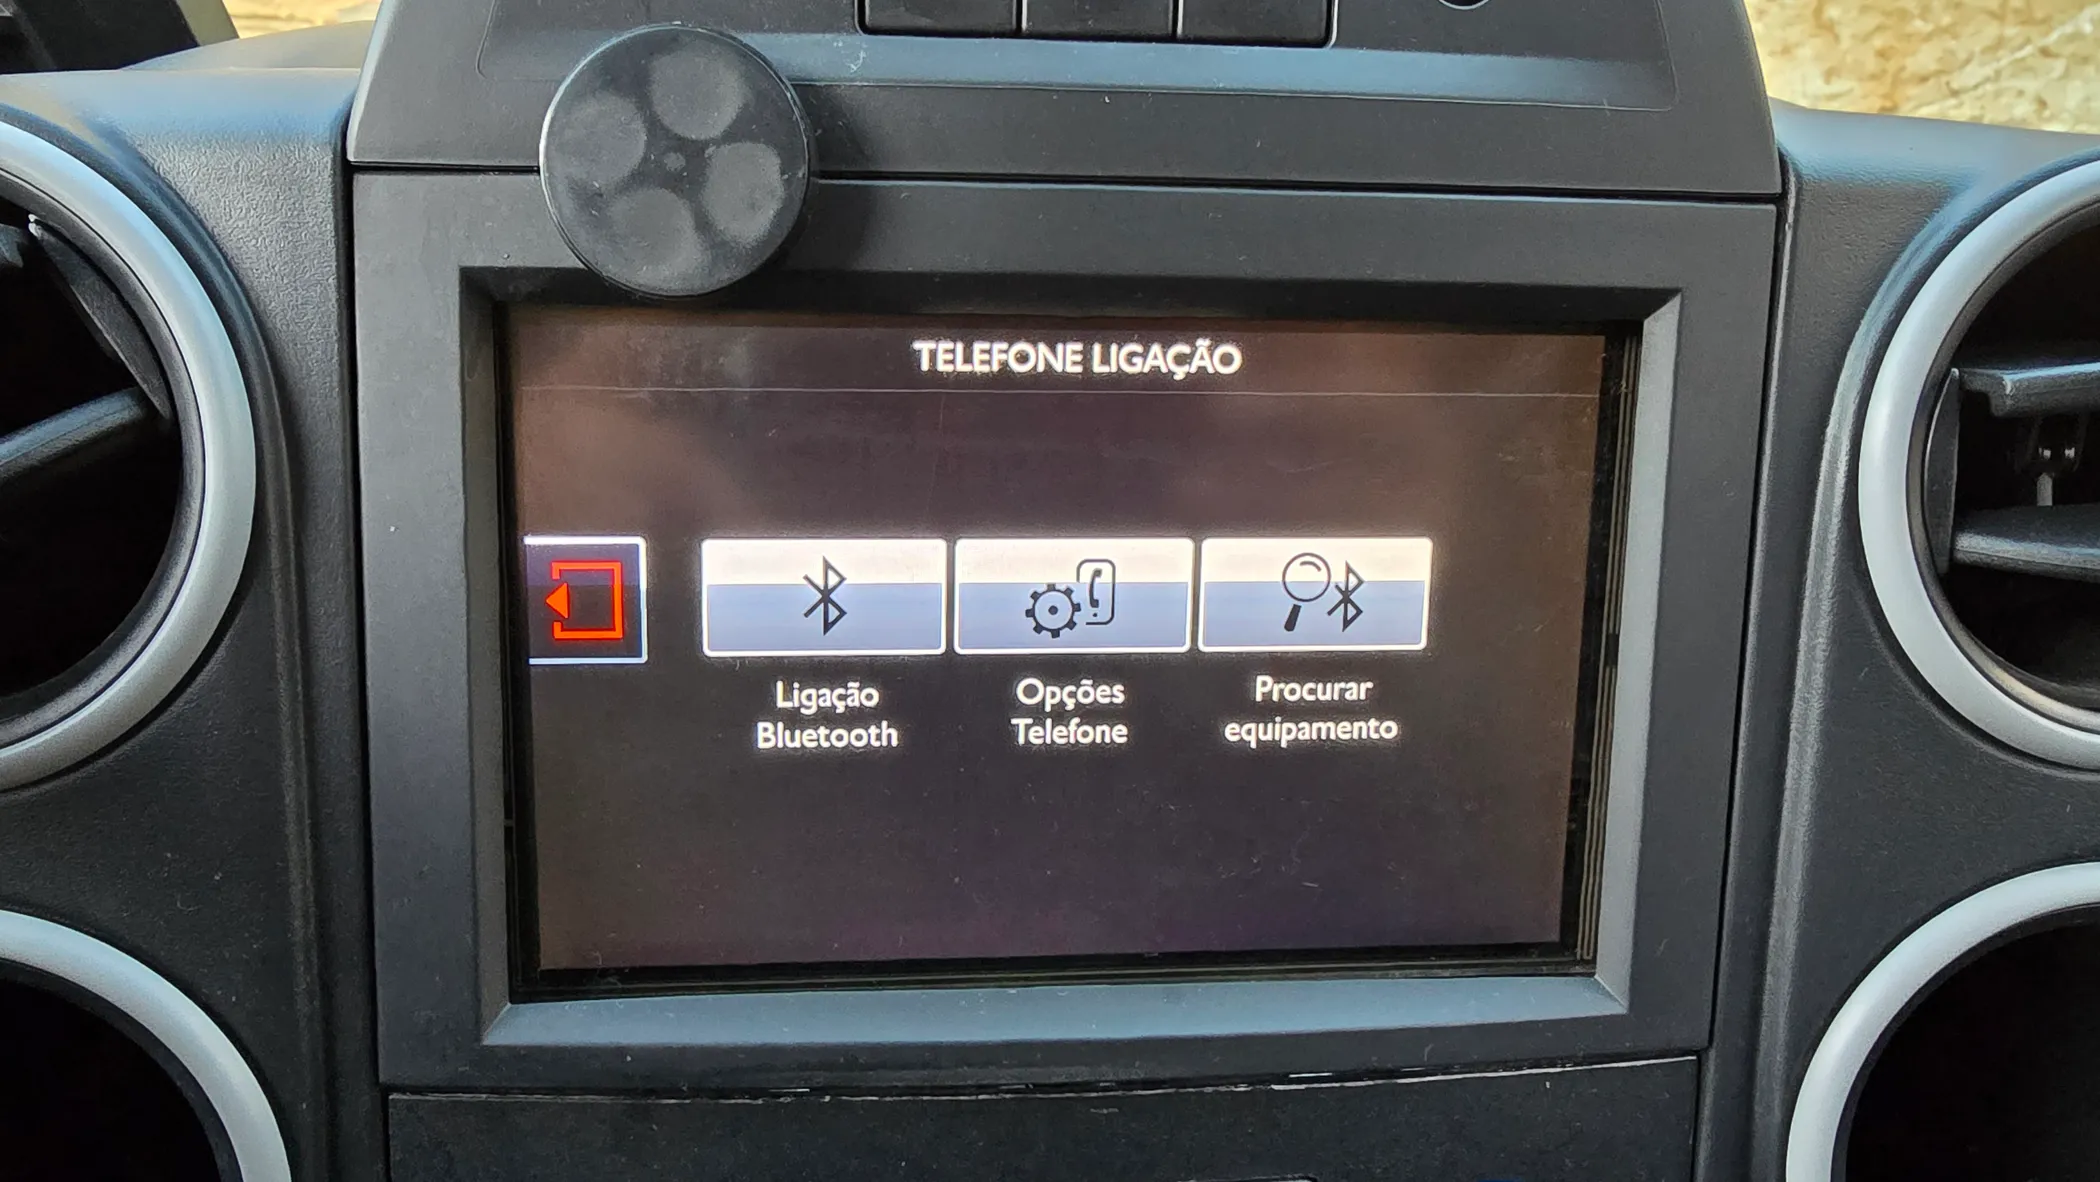 TELEFONE LIGAÇÃO
Ligação
Bluetooth
Opções
Telefone
Procurar
equipamento